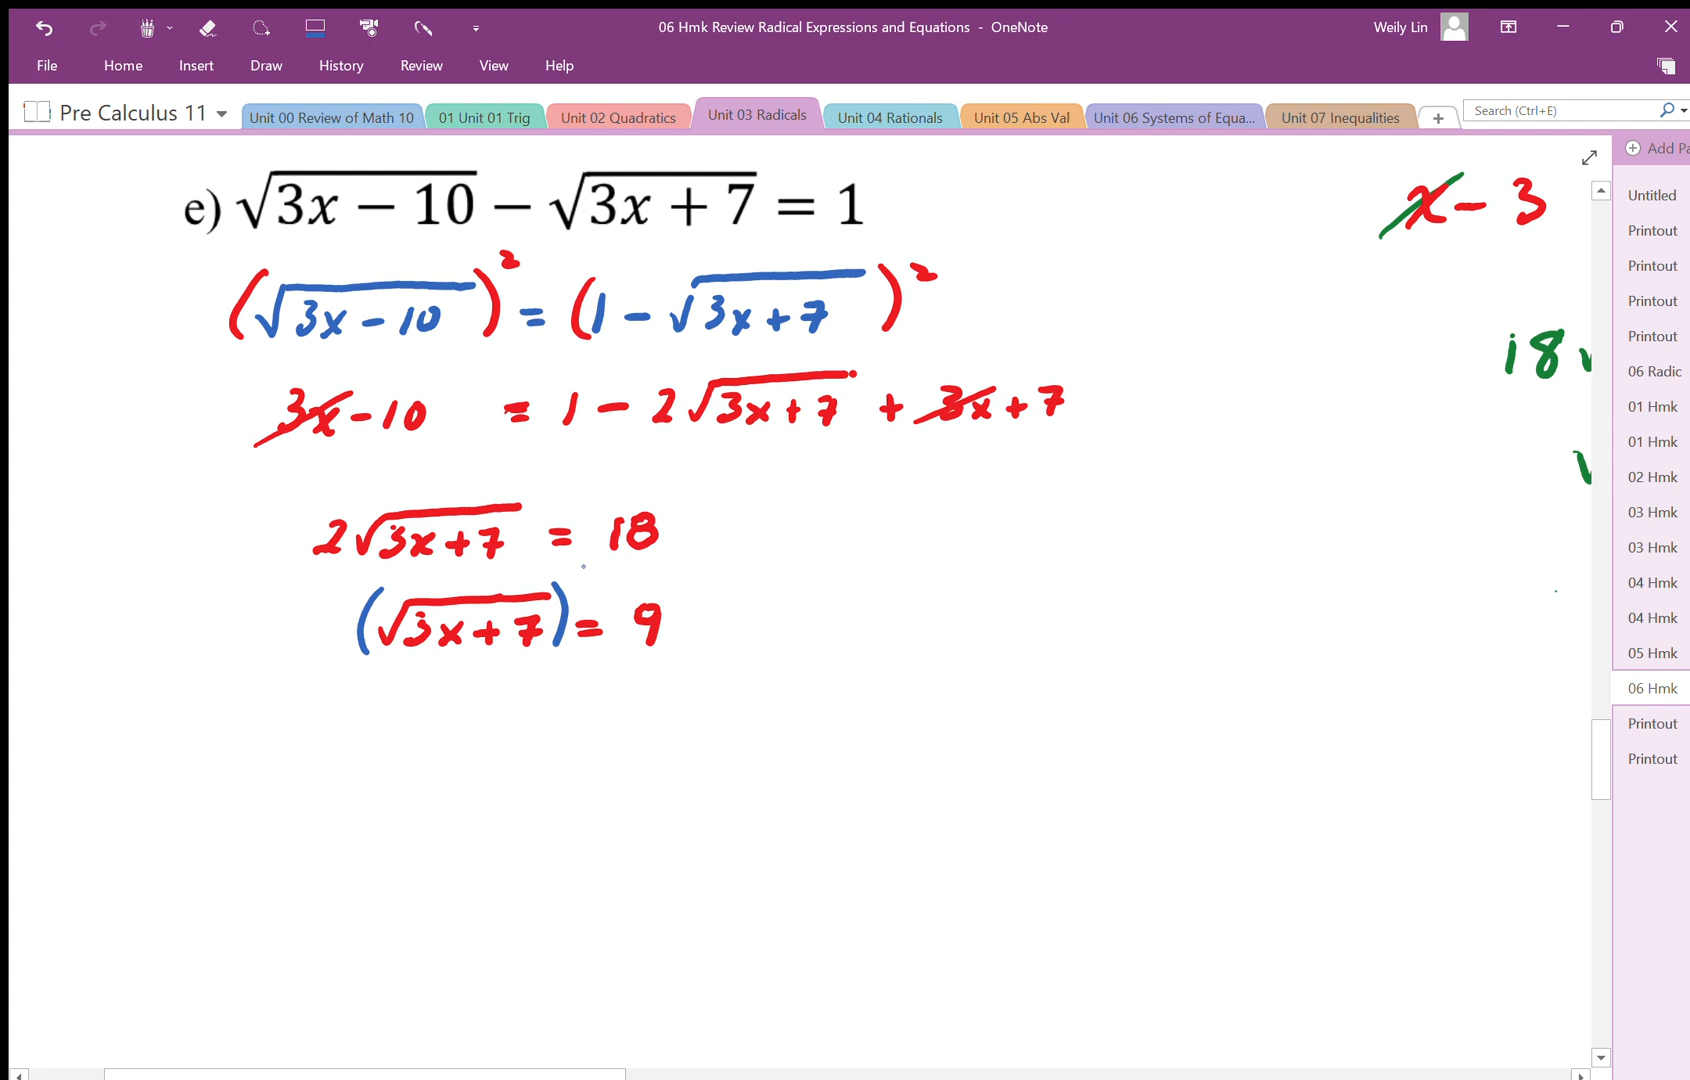 06 Hmk Review Radical Expressions and Equations - OneNote
Weily Lin
File Home Insert Draw History Review View Help
Pre Calculus 11
Unit 00 Review of Math 10
01 Unit 01 Trig
Unit 02 Quadratics
Unit 03 Radicals
Unit 04 Rationals
Unit 05 Abs Val
Unit 06 Systems of Equa...
Unit 07 Inequalities
+
Search (Ctrl+E)
Add Pa
e) √(3x − 10) − √(3x + 7) = 1
(√(3x − 10))² = (1 − √(3x + 7))²
3x − 10 = 1 − 2√(3x + 7) + 3x + 7
2√(3x + 7) = 18
(√(3x + 7)) = 9
x − 3
18
Untitled
Printout
Printout
Printout
Printout
06 Radic
01 Hmk
01 Hmk
02 Hmk
03 Hmk
03 Hmk
04 Hmk
04 Hmk
05 Hmk
06 Hmk
Printout
Printout